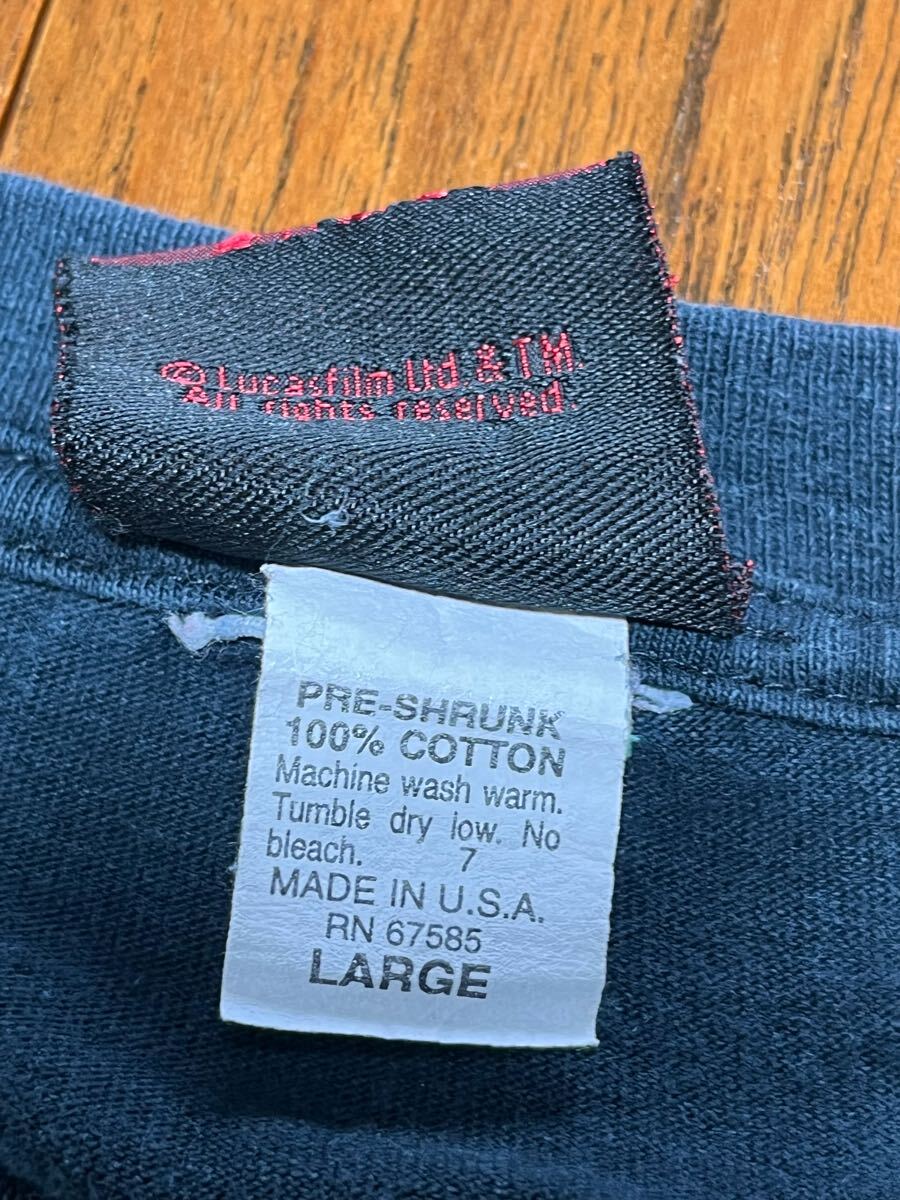 © Lucasfilm Ltd. & TM.
All rights reserved.
PRE-SHRUNK
100% COTTON
Machine wash warm.
Tumble dry low. No
bleach. 7
MADE IN U.S.A.
RN 67585
LARGE